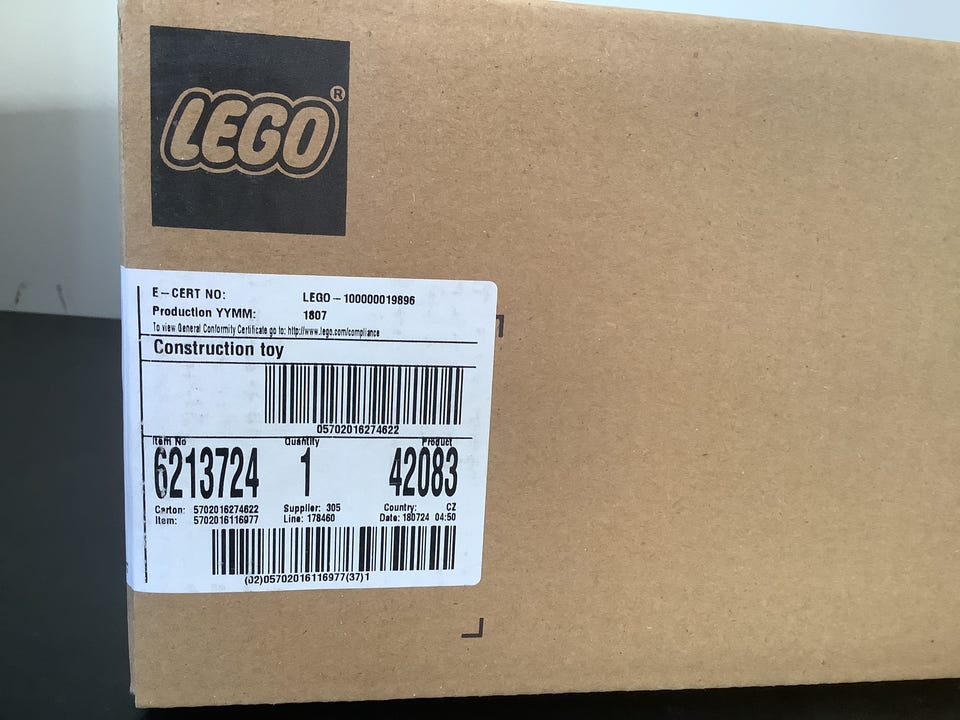 LEGO®
E-CERT NO: LEGO - 100000019896
Production YYMM: 1807
To view General Conformity Certificate go to: http://www.lego.com/compliance
Construction toy
05702016274622
Item No Quantity Product
6213724 1 42083
Carton: 5702016274622 Supplier: 305 Country: CZ
Item: 5702016116977 Line: 178460 Date: 180724 04:50
(02)05702016116977(37)1